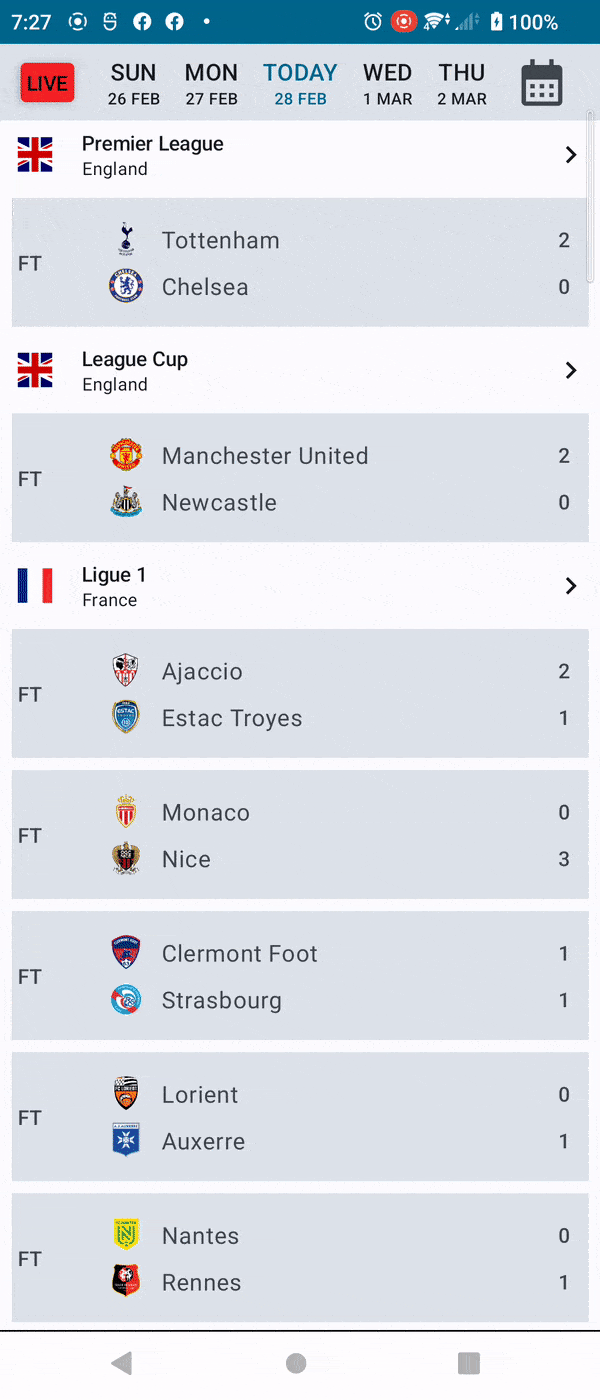 7:27 100%
LIVE SUN MON TODAY WED THU
26 FEB 27 FEB 28 FEB 1 MAR 2 MAR
Premier League
England
FT
Tottenham 2
Chelsea 0
League Cup
England
FT
Manchester United 2
Newcastle 0
Ligue 1
France
FT
Ajaccio 2
Estac Troyes 1
FT
Monaco 0
Nice 3
FT
Clermont Foot 1
Strasbourg 1
FT
Lorient 0
Auxerre 1
FT
Nantes 0
Rennes 1